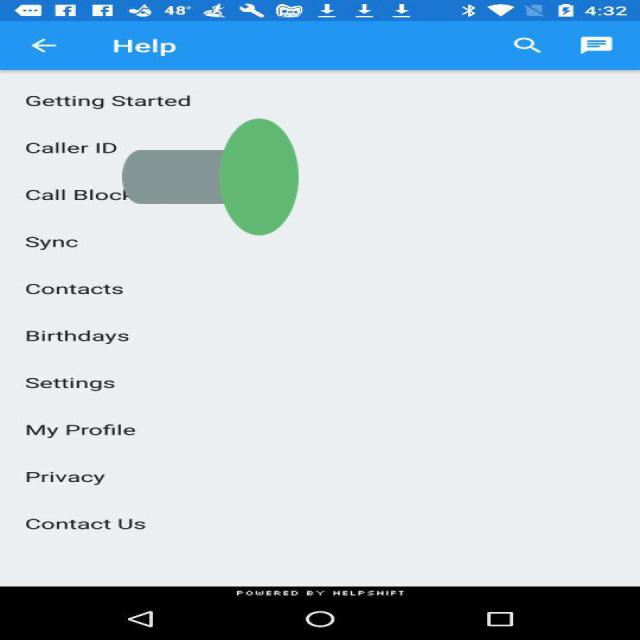 48° 4:32
Help
Getting Started
Caller ID
Call
Sync
Contacts
Birthdays
Settings
My Profile
Privacy
Contact Us
POWERED BY HELPSHIFT